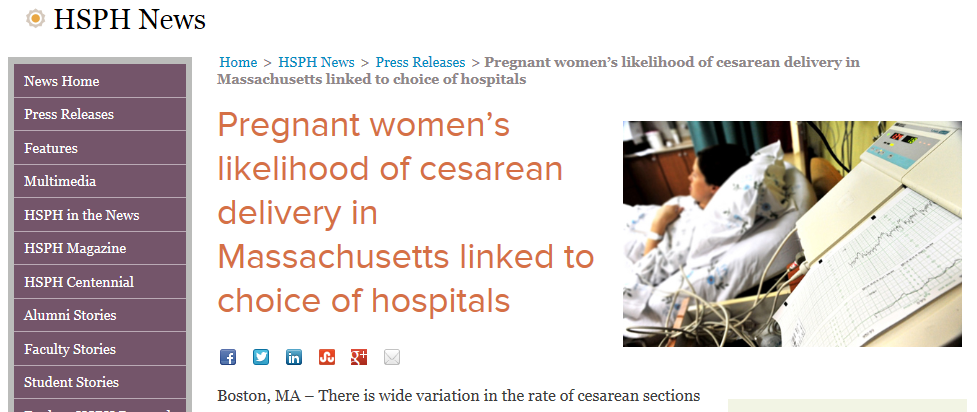 HSPH News
Home > HSPH News > Press Releases > Pregnant women’s likelihood of cesarean delivery in
Massachusetts linked to choice of hospitals
News Home
Press Releases
Features
Multimedia
HSPH in the News
HSPH Magazine
HSPH Centennial
Alumni Stories
Faculty Stories
Student Stories
Pregnant women’s
likelihood of cesarean
delivery in
Massachusetts linked to
choice of hospitals
Boston, MA – There is wide variation in the rate of cesarean sections